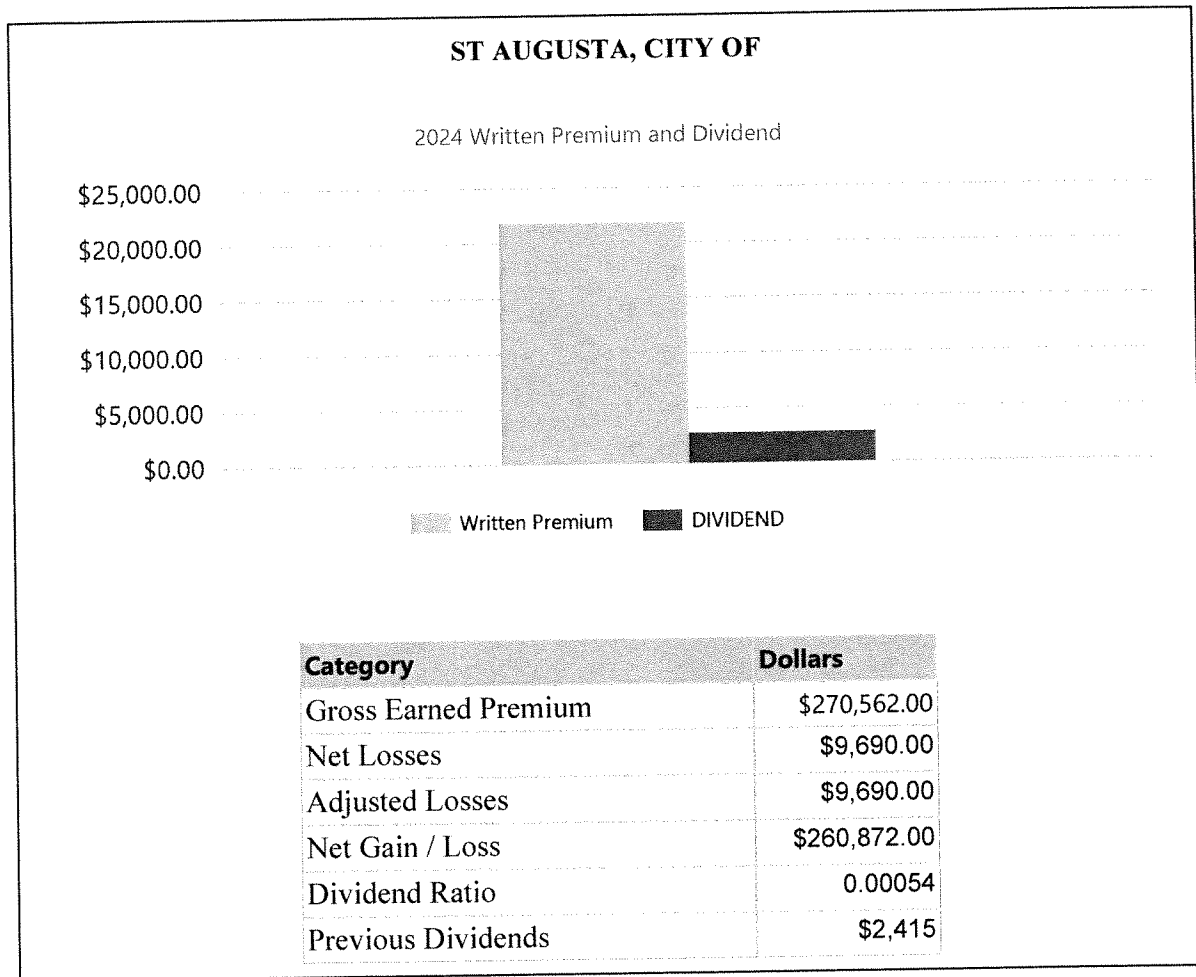 ST AUGUSTA, CITY OF
2024 Written Premium and Dividend
$25,000.00
$20,000.00
$15,000.00
$10,000.00
$5,000.00
$0.00
Written Premium DIVIDEND
Category Dollars
Gross Earned Premium $270,562.00
Net Losses $9,690.00
Adjusted Losses $9,690.00
Net Gain / Loss $260,872.00
Dividend Ratio 0.00054
Previous Dividends $2,415